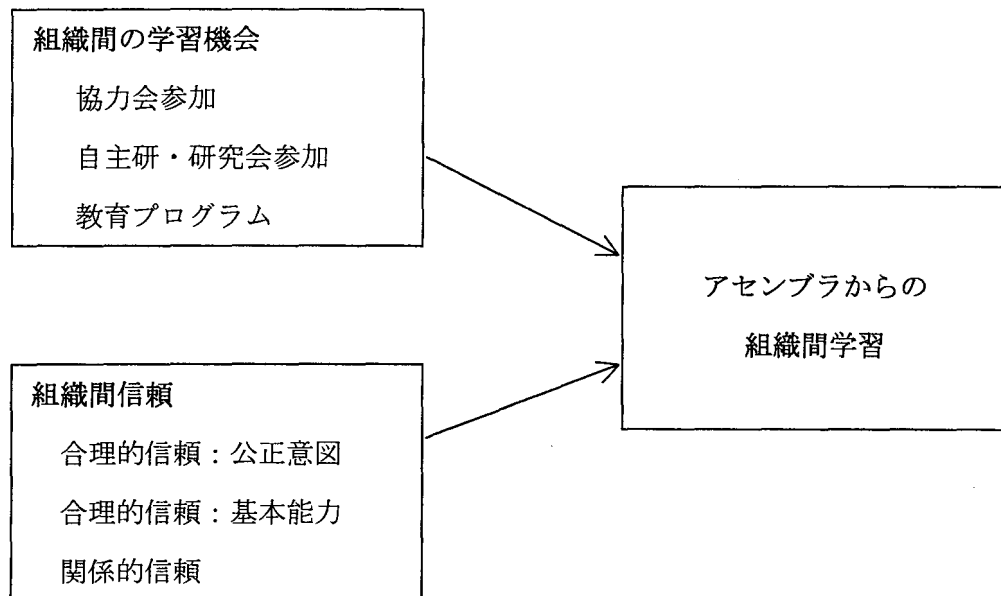 組織間の学習機会
協力会参加
自主研・研究会参加
教育プログラム
アセンブラからの
組織間学習
組織間信頼
合理的信頼：公正意図
合理的信頼：基本能力
関係的信頼